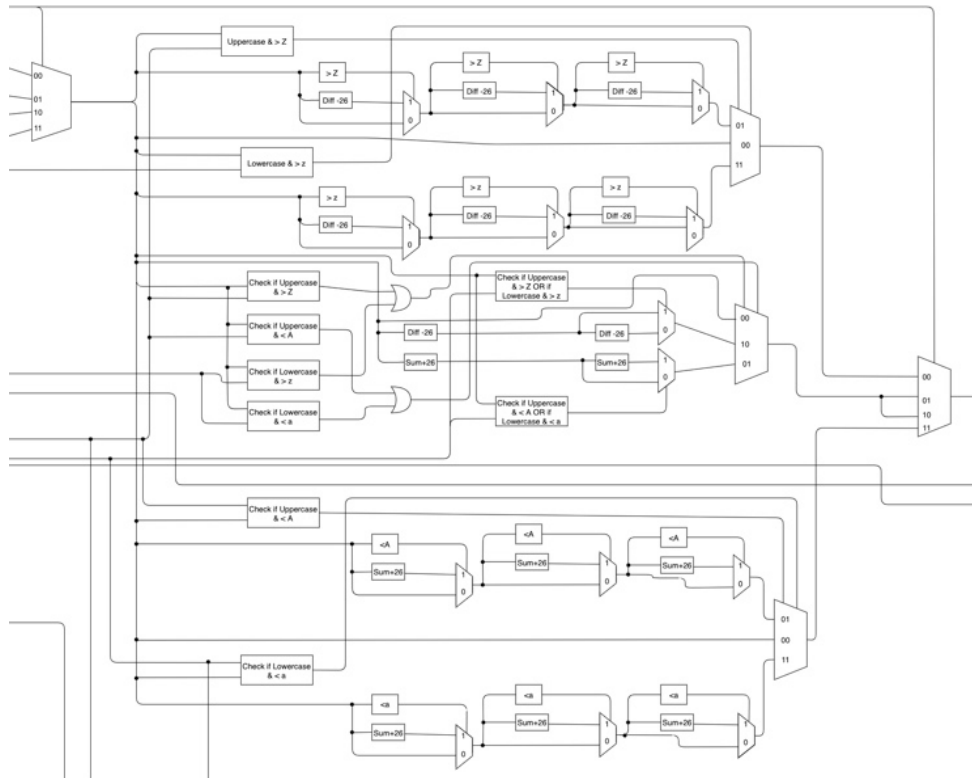 Uppercase & > Z
00
01
10
11
> Z
> Z
> Z
Diff -26
1
0
Diff -26
1
0
Diff -26
1
0
01
00
11
Lowercase & > z
> z
> z
> z
Diff -26
1
0
Diff -26
1
0
Diff -26
1
0
Check if Uppercase
& > Z
Check if Uppercase
& > Z OR if
Lowercase & > z
Check if Uppercase
& < A
Diff -26
Diff -26
1
0
00
10
01
Check if Lowercase
& > z
Sum+26
Sum+26
1
0
Check if Lowercase
& < a
Check if Uppercase
& < A OR if
Lowercase & < a
00
01
10
11
Check if Uppercase
& < A
<A
<A
<A
Sum+26
1
0
Sum+26
1
0
Sum+26
1
0
01
00
11
Check if Lowercase
& < a
<a
<a
<a
Sum+26
1
0
Sum+26
1
0
Sum+26
1
0